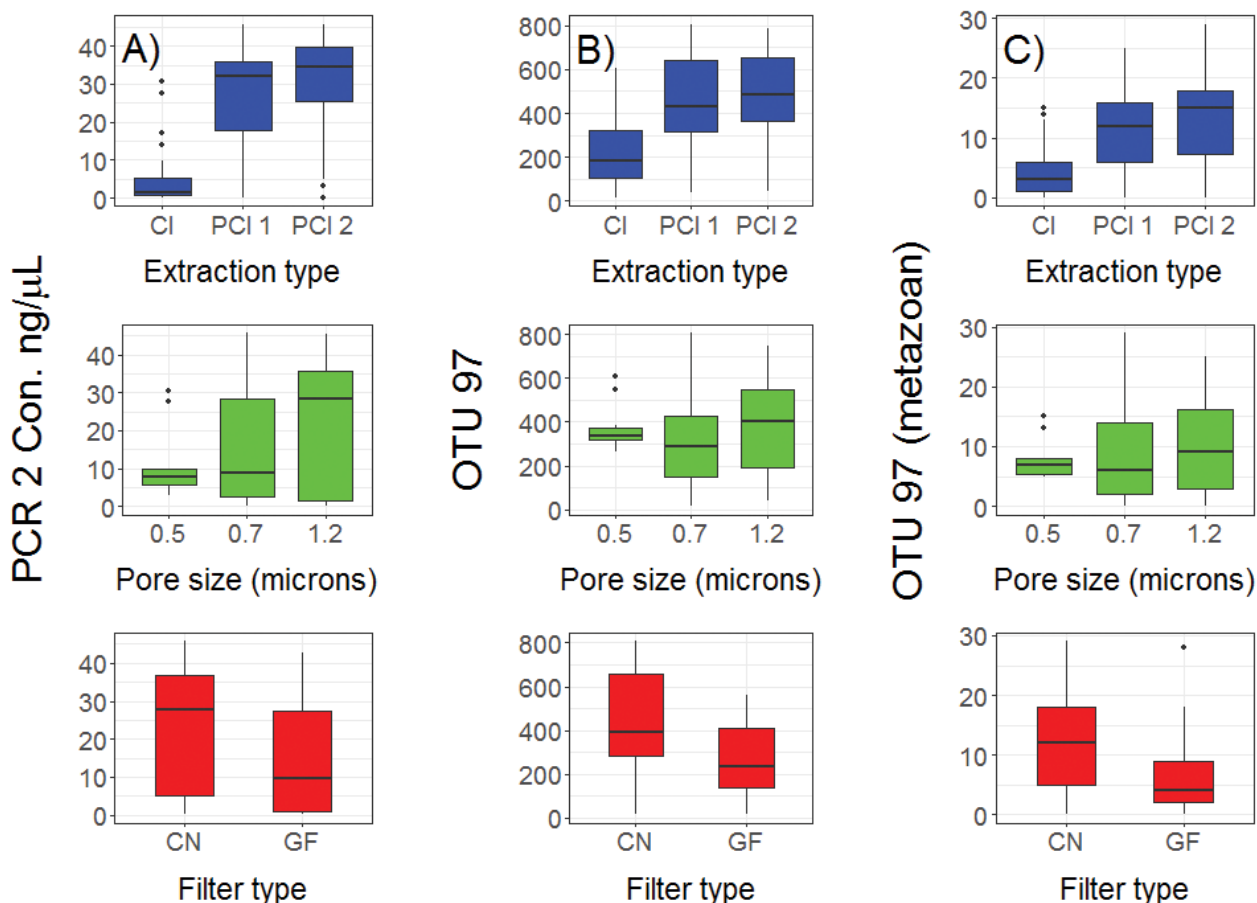 A)
40
30
20
10
0
CI PCI 1 PCI 2
Extraction type
B)
800
600
400
200
0
CI PCI 1 PCI 2
Extraction type
C)
30
20
10
0
CI PCI 1 PCI 2
Extraction type
PCR 2 Con. ng/μL
40
30
20
10
0
0.5 0.7 1.2
Pore size (microns)
OTU 97
800
600
400
200
0
0.5 0.7 1.2
Pore size (microns)
OTU 97 (metazoan)
30
20
10
0
0.5 0.7 1.2
Pore size (microns)
40
30
20
10
0
CN GF
Filter type
800
600
400
200
0
CN GF
Filter type
30
20
10
0
CN GF
Filter type